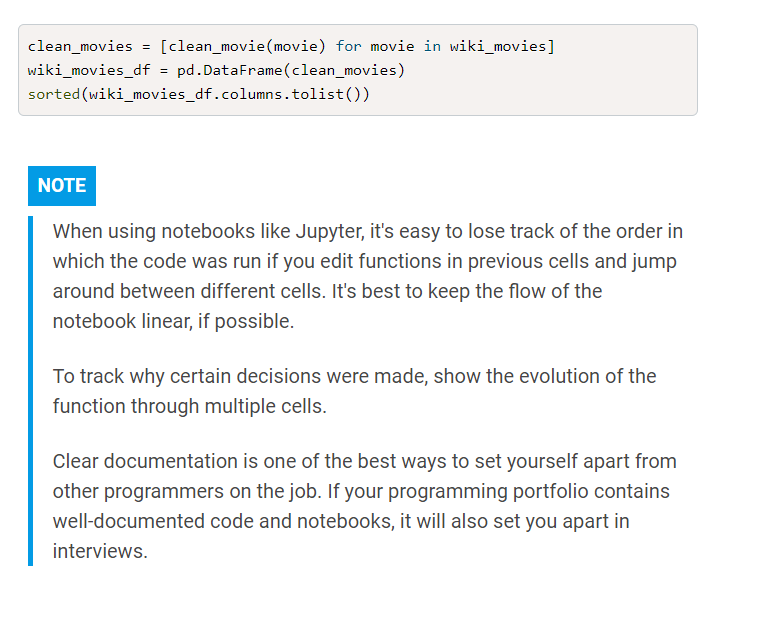 clean_movies = [clean_movie(movie) for movie in wiki_movies]
wiki_movies_df = pd.DataFrame(clean_movies)
sorted(wiki_movies_df.columns.tolist())
NOTE
When using notebooks like Jupyter, it's easy to lose track of the order in
which the code was run if you edit functions in previous cells and jump
around between different cells. It's best to keep the flow of the
notebook linear, if possible.
To track why certain decisions were made, show the evolution of the
function through multiple cells.
Clear documentation is one of the best ways to set yourself apart from
other programmers on the job. If your programming portfolio contains
well-documented code and notebooks, it will also set you apart in
interviews.